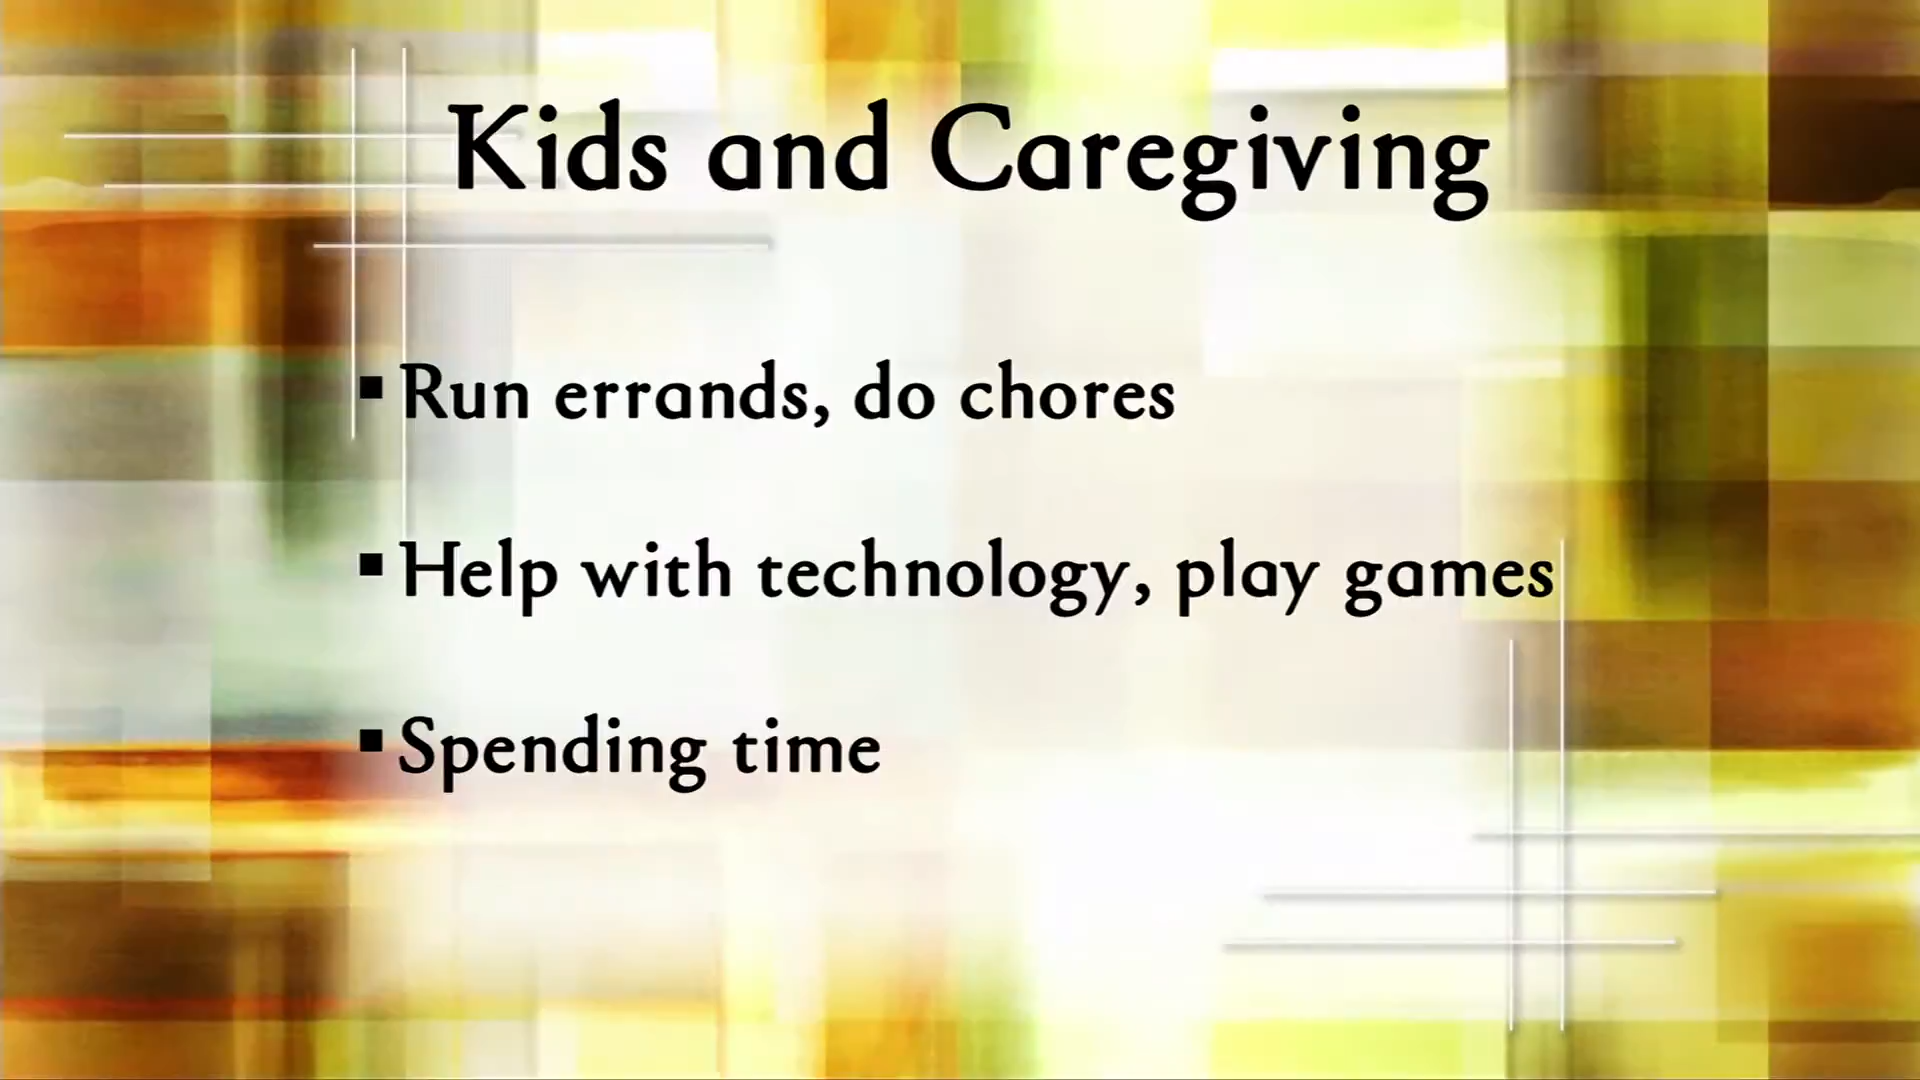 Kids and Caregiving
▪ Run errands, do chores
▪ Help with technology, play games
▪ Spending time